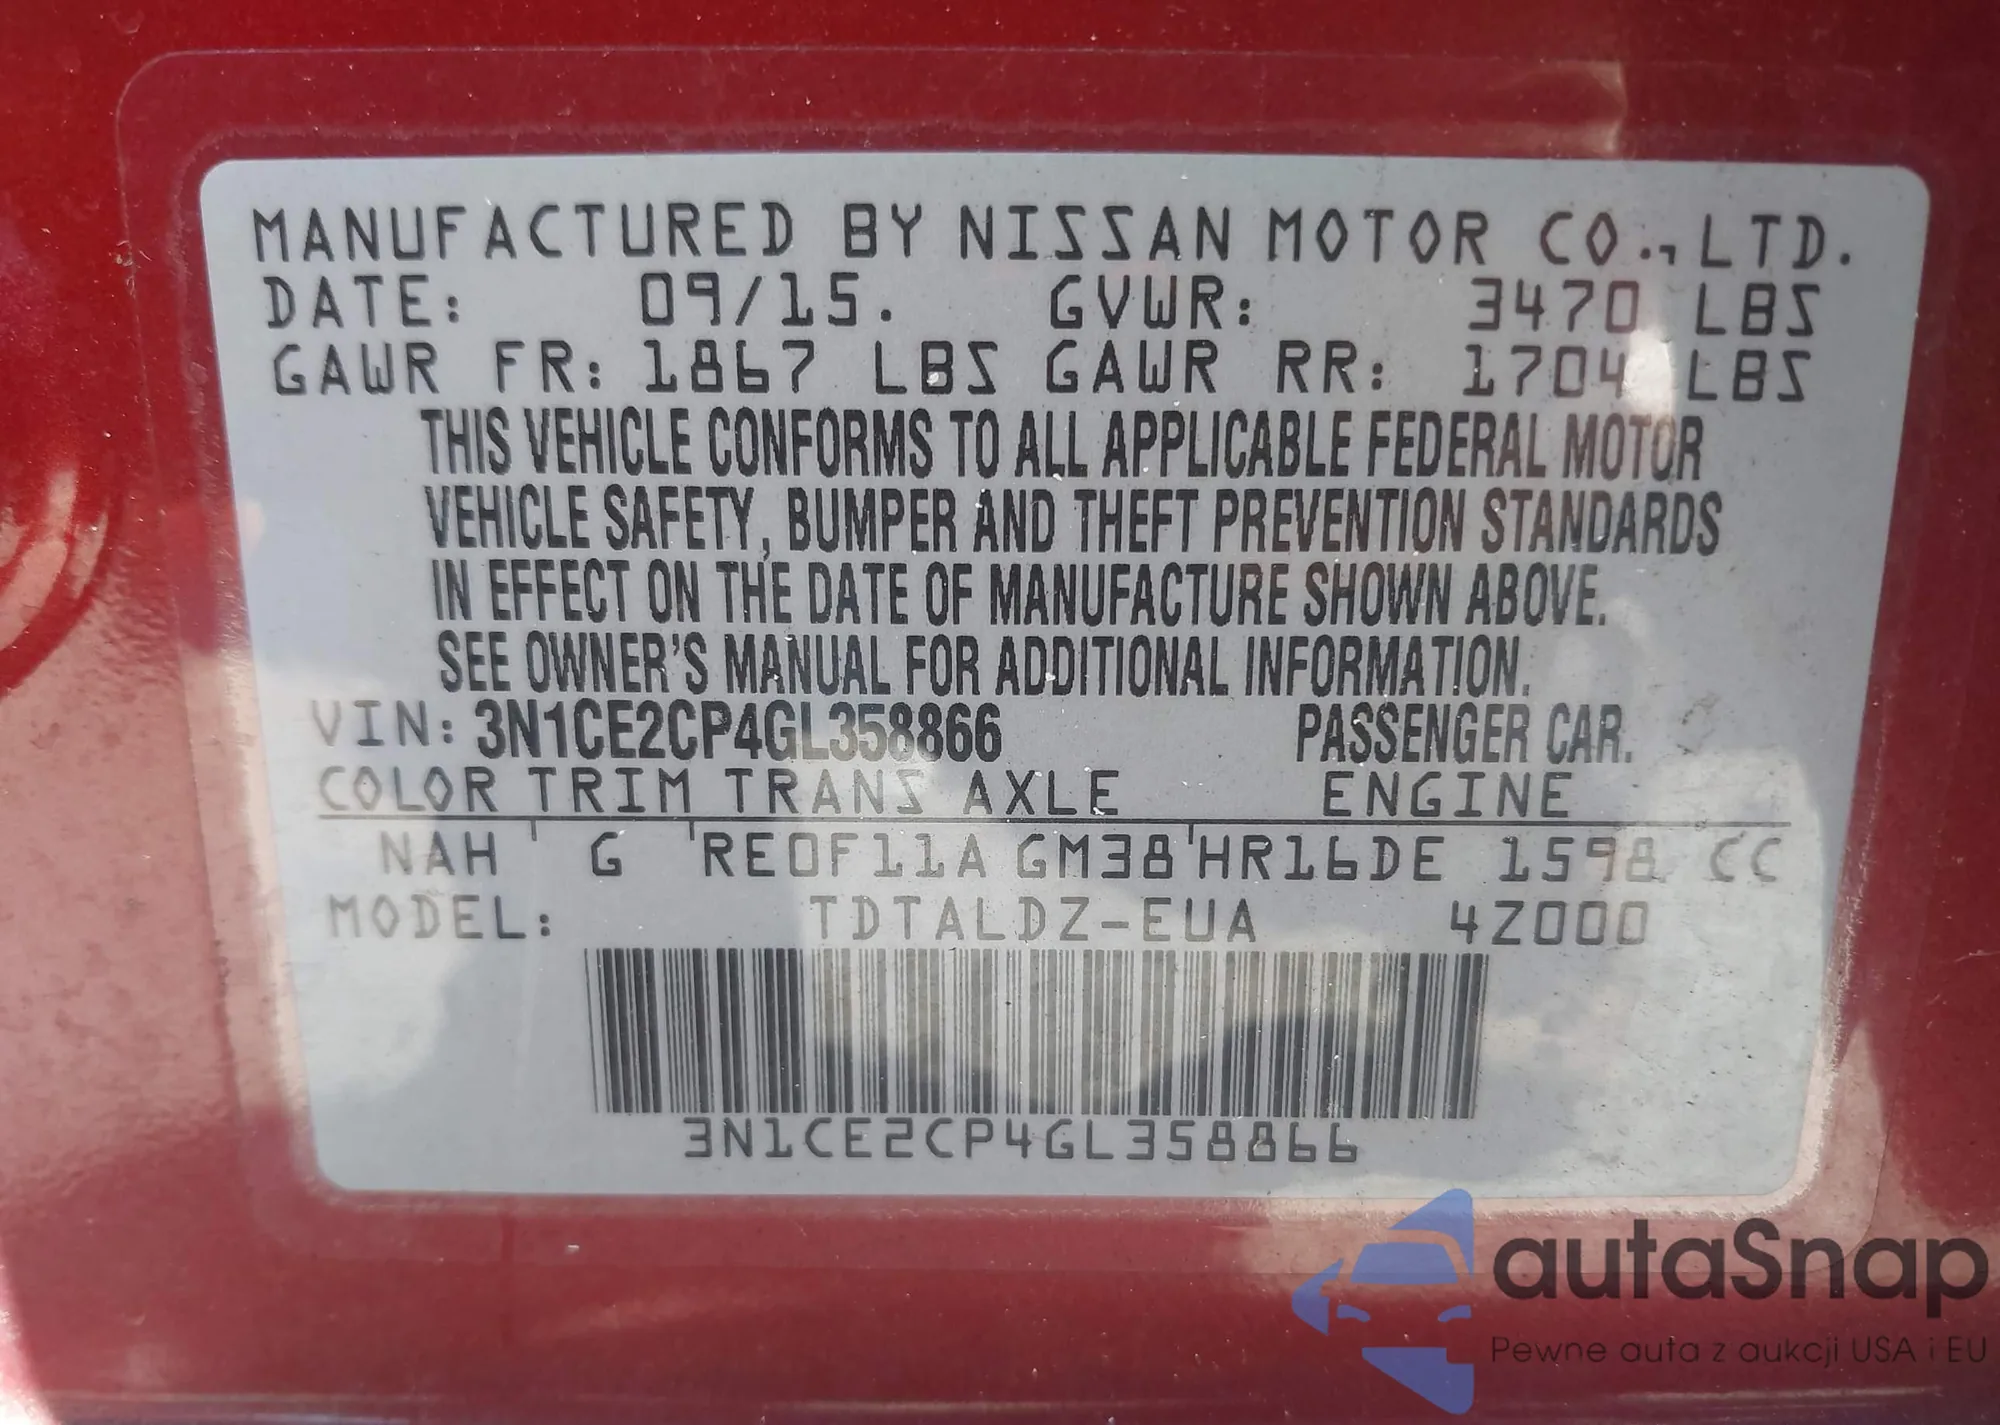 MANUFACTURED BY NISSAN MOTOR CO., LTD.
DATE: 09/15. GVWR: 3470 LBS
GAWR FR: 1867 LBS GAWR RR: 1704 LBS
THIS VEHICLE CONFORMS TO ALL APPLICABLE FEDERAL MOTOR
VEHICLE SAFETY, BUMPER AND THEFT PREVENTION STANDARDS
IN EFFECT ON THE DATE OF MANUFACTURE SHOWN ABOVE.
SEE OWNER'S MANUAL FOR ADDITIONAL INFORMATION.
VIN: 3N1CE2CP4GL358866 PASSENGER CAR.
COLOR TRIM TRANS AXLE ENGINE
NAH G RE0F11A GM38 HR16DE 1598 CC
MODEL: TDTALDZ-EUA 4Z000
3N1CE2CP4GL358866
autaSnap
Pewne auta z aukcji USA i EU